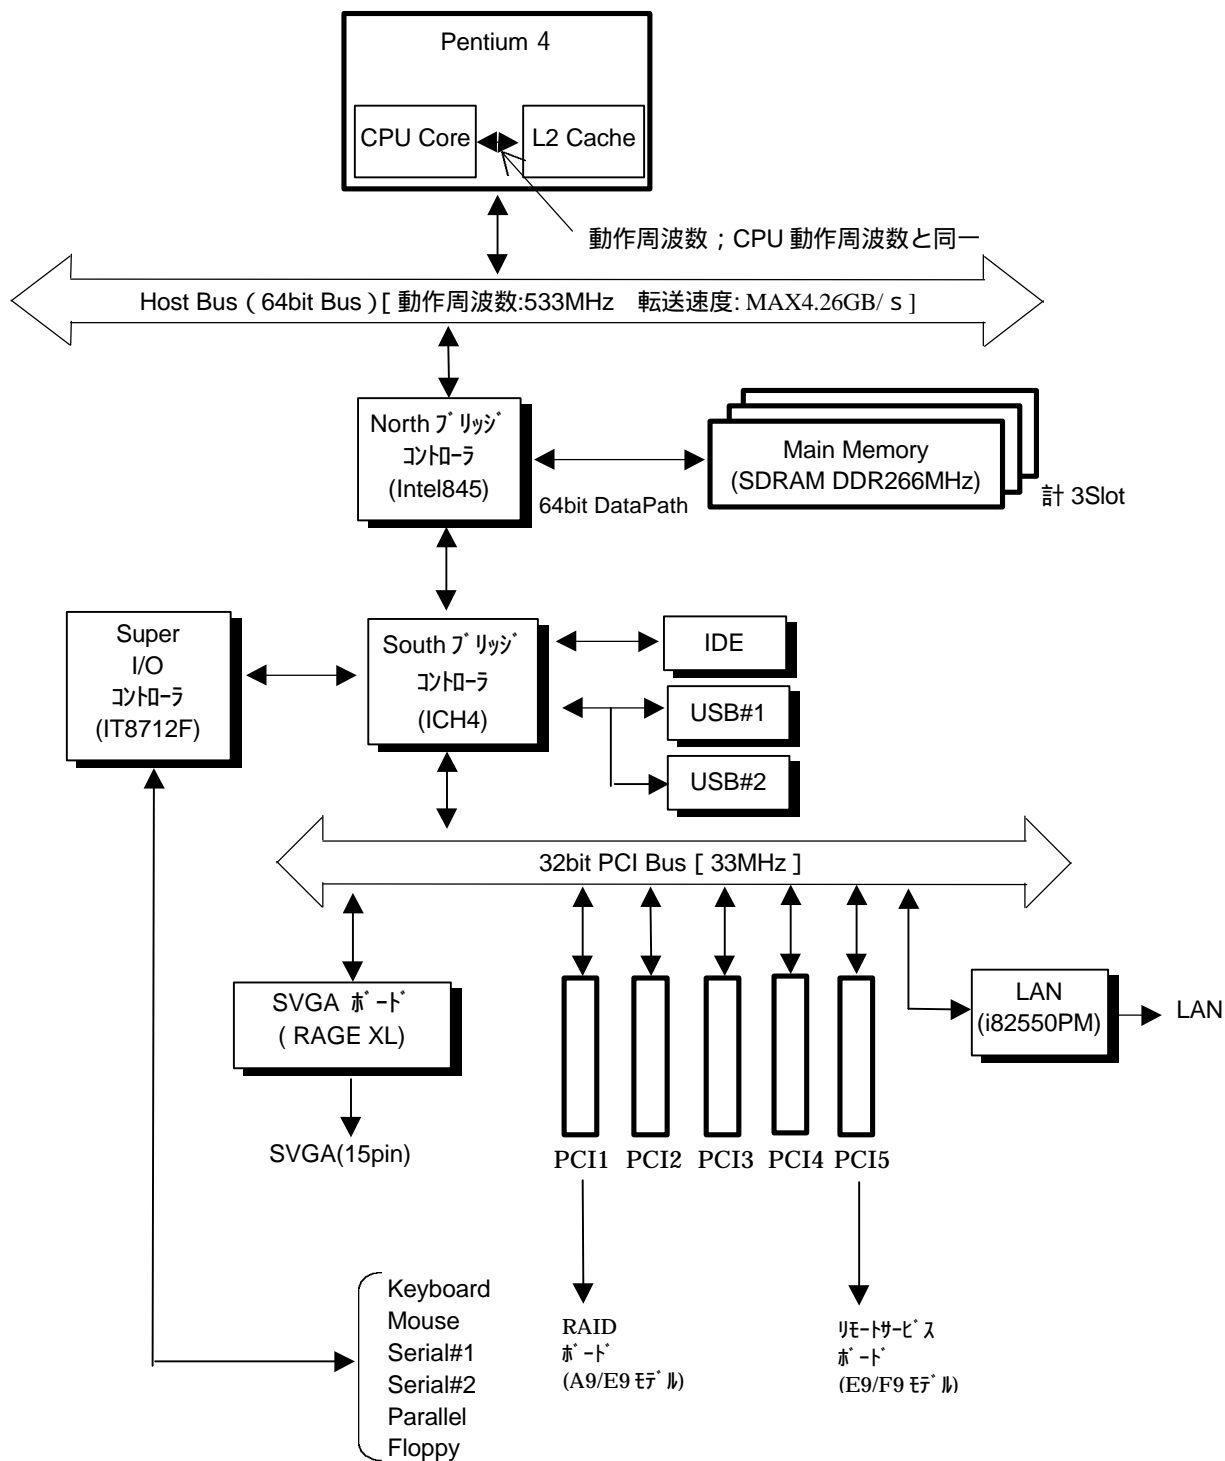 Pentium 4
CPU Core
L2 Cache
動作周波数；CPU 動作周波数と同一
Host Bus（64bit Bus）[ 動作周波数:533MHz　転送速度: MAX4.26GB/ｓ]
North ﾌﾞﾘｯｼﾞ
ｺﾝﾄﾛｰﾗ
(Intel845)
64bit DataPath
Main Memory
(SDRAM DDR266MHz)
計 3Slot
Super
I/O
ｺﾝﾄﾛｰﾗ
(IT8712F)
South ﾌﾞﾘｯｼﾞ
ｺﾝﾄﾛｰﾗ
(ICH4)
IDE
USB#1
USB#2
32bit PCI Bus [ 33MHz ]
SVGA ﾎﾞｰﾄﾞ
( RAGE XL)
SVGA(15pin)
LAN
(i82550PM)
LAN
PCI1 PCI2 PCI3 PCI4 PCI5
Keyboard
Mouse
Serial#1
Serial#2
Parallel
Floppy
RAID
ﾎﾞｰﾄﾞ
(A9/E9 ﾓﾃﾞﾙ)
ﾘﾓｰﾄｻｰﾋﾞｽ
ﾎﾞｰﾄﾞ
(E9/F9 ﾓﾃﾞﾙ)